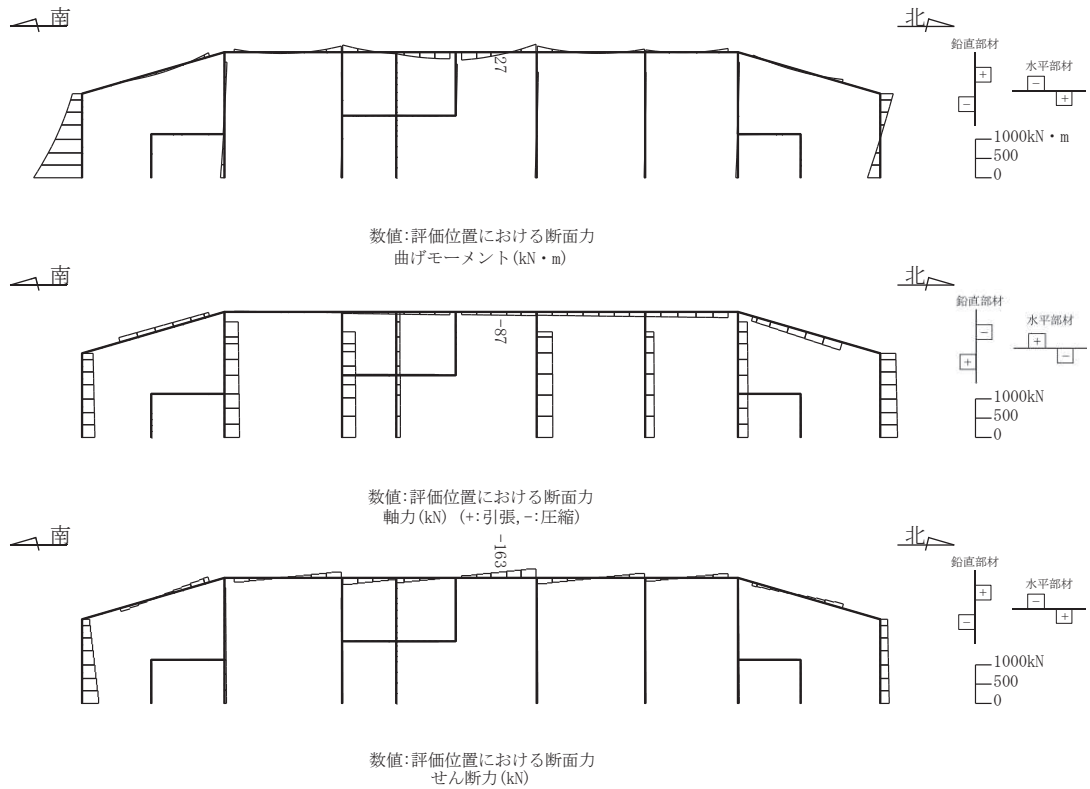 南
北
27
鉛直部材
+
-
水平部材
-
+
1000kN・m
500
0
数値:評価位置における断面力
曲げモーメント(kN・m)
南
北
-87
鉛直部材
-
+
水平部材
+
-
1000kN
500
0
数値:評価位置における断面力
軸力(kN) (+:引張,-:圧縮)
南
北
-163
鉛直部材
+
-
水平部材
-
+
1000kN
500
0
数値:評価位置における断面力
せん断力(kN)